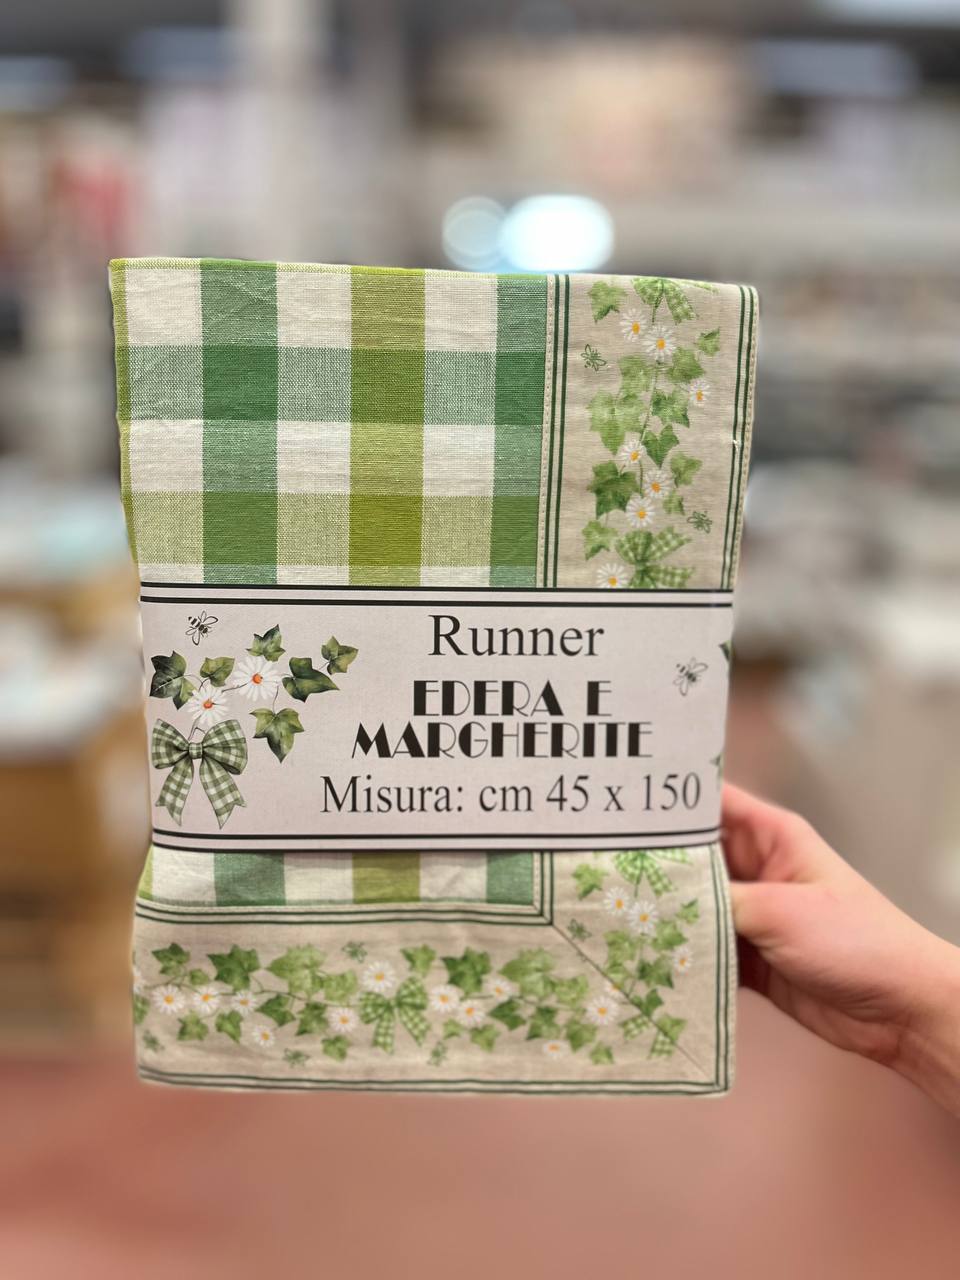 Runner
EDERA E
MARGHERITE
Misura: cm 45 x 150